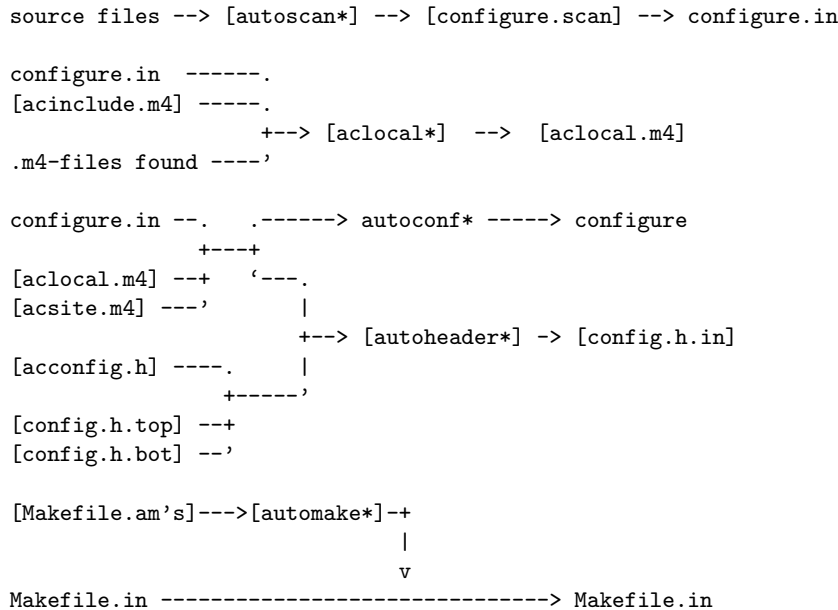 source files --> [autoscan*] --> [configure.scan] --> configure.in
configure.in ------.
[acinclude.m4] -----.
                    +--> [aclocal*]  -->  [aclocal.m4]
.m4-files found ----’
configure.in --.   .------> autoconf* -----> configure
               +---+
[aclocal.m4] --+   ‘---.
[acsite.m4] ---’       |
                       +--> [autoheader*] -> [config.h.in]
[acconfig.h] ----.     |
                 +-----’
[config.h.top] --+
[config.h.bot] --’
[Makefile.am’s]--->[automake*]-+
                               |
                               v
Makefile.in -------------------------------> Makefile.in